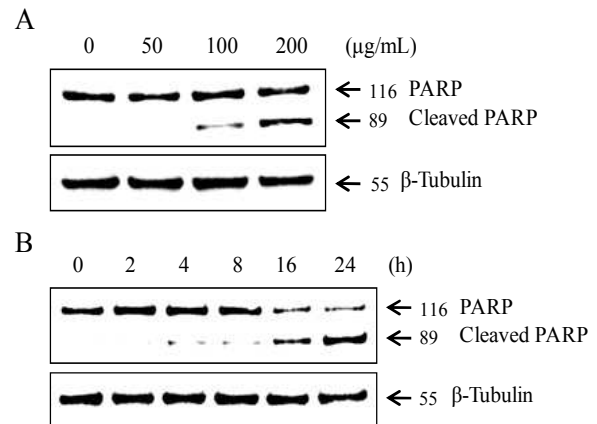 A
0 50 100 200 (μg/mL)
116 PARP
89 Cleaved PARP
55 β-Tubulin
B
0 2 4 8 16 24 (h)
116 PARP
89 Cleaved PARP
55 β-Tubulin